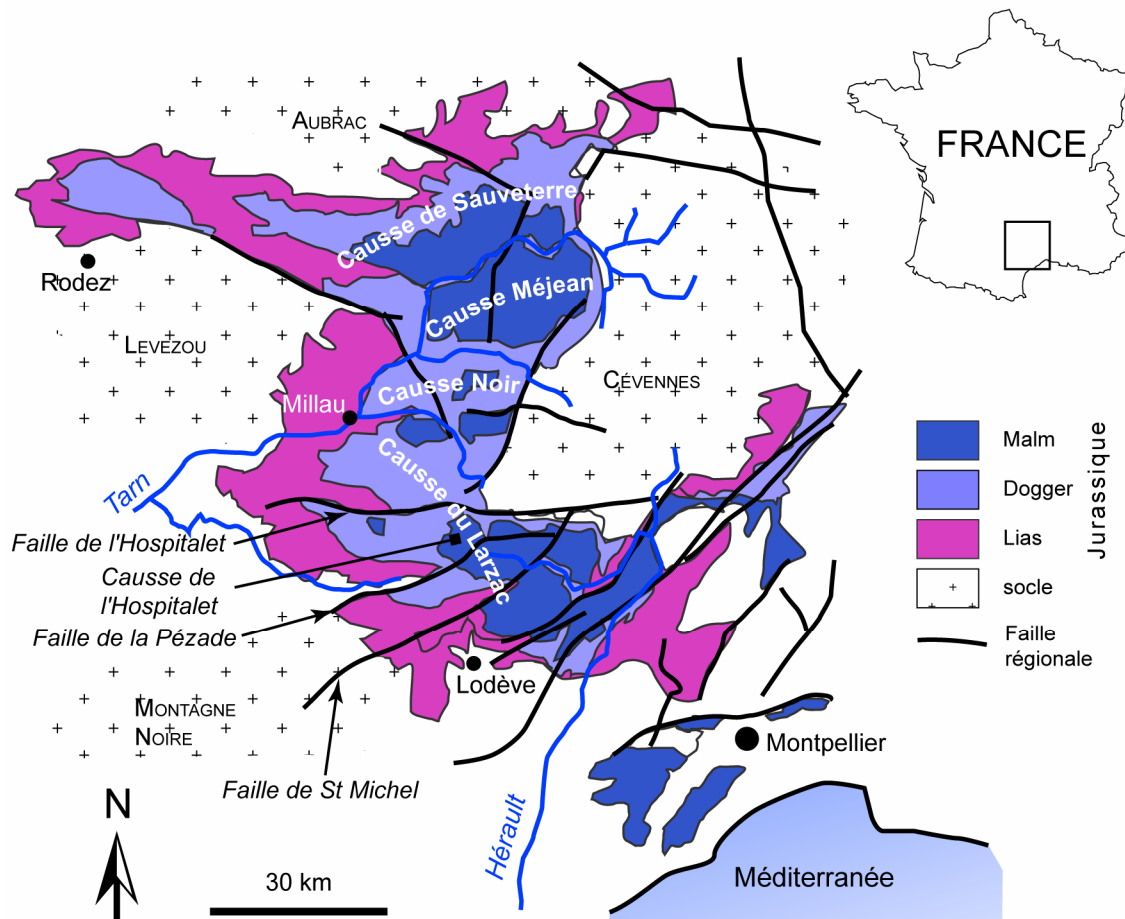 FRANCE
AUBRAC
Causse de Sauveterre
Rodez
Causse Méjean
LEVEZOU
Causse Noir
CÉVENNES
Millau
Causse du Larzac
Tarn
Faille de l'Hospitalet
Causse de
l'Hospitalet
Faille de la Pézade
Lodève
MONTAGNE
NOIRE
Faille de St Michel
Hérault
Montpellier
Méditerranée
Malm
Dogger
Lias
Jurassique
socle
Faille
régionale
N
30 km